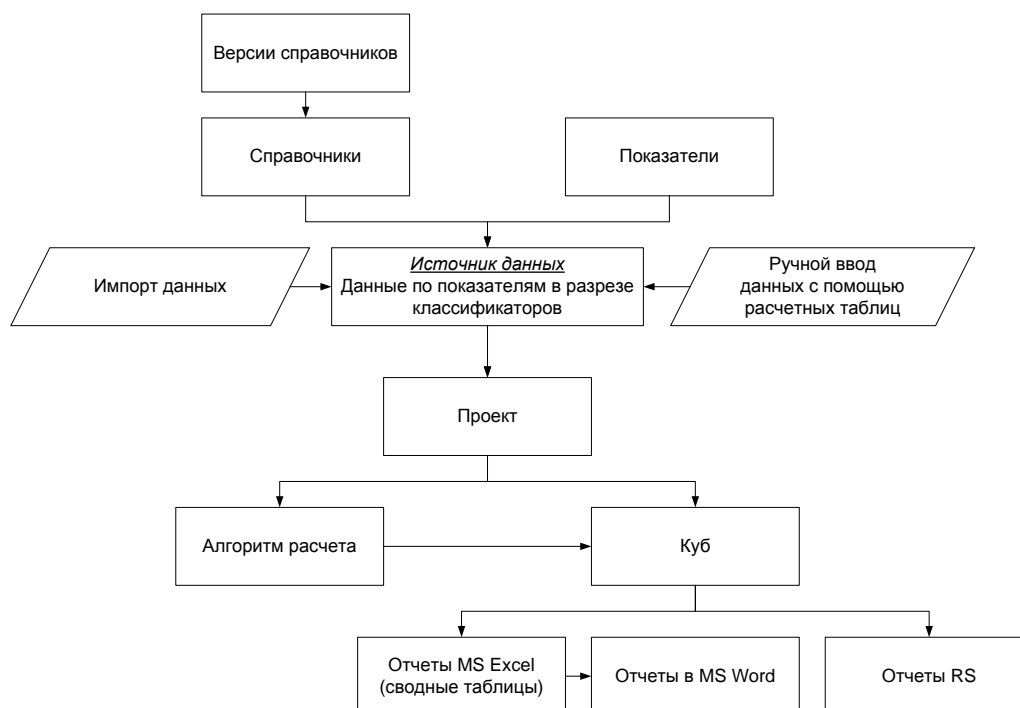 Версии справочников
Справочники
Показатели
Импорт данных
Источник данных
Данные по показателям в разрезе
классификаторов
Ручной ввод
данных с помощью
расчетных таблиц
Проект
Алгоритм расчета
Куб
Отчеты MS Excel
(сводные таблицы)
Отчеты в MS Word
Отчеты RS